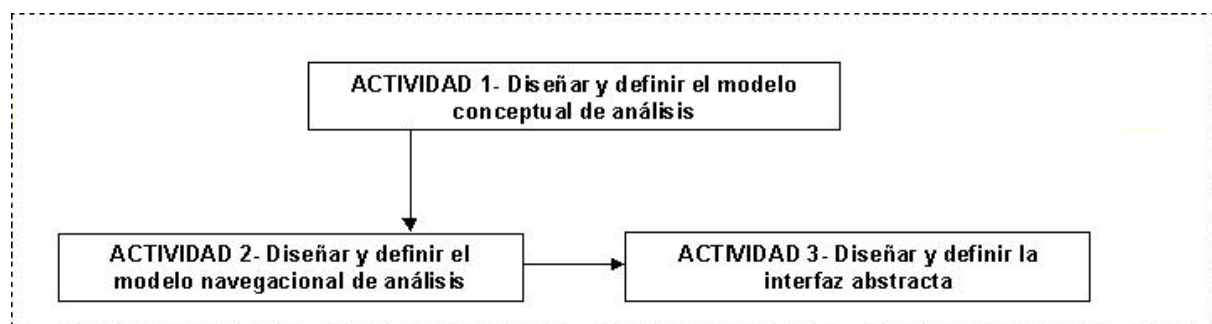 ACTIVIDAD 1- Diseñar y definir el modelo
conceptual de análisis
ACTIVIDAD 2- Diseñar y definir el
modelo navegacional de análisis
ACTIVIDAD 3- Diseñar y definir la
interfaz abstracta